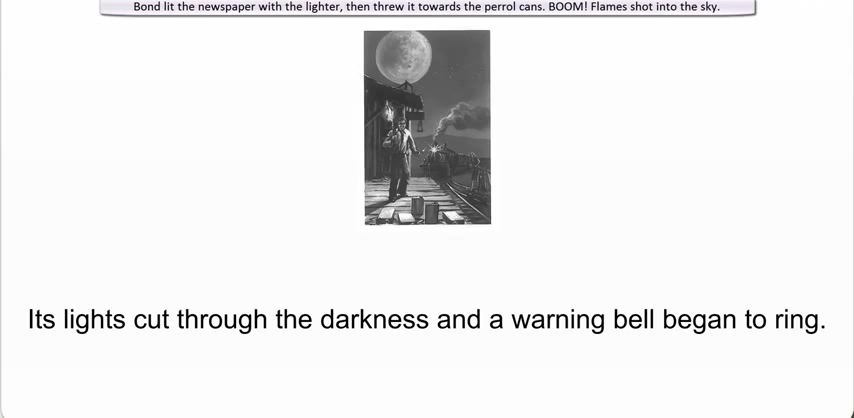 Bond lit the newspaper with the lighter, then threw it towards the perrol cans. BOOM! Flames shot into the sky.
Its lights cut through the darkness and a warning bell began to ring.